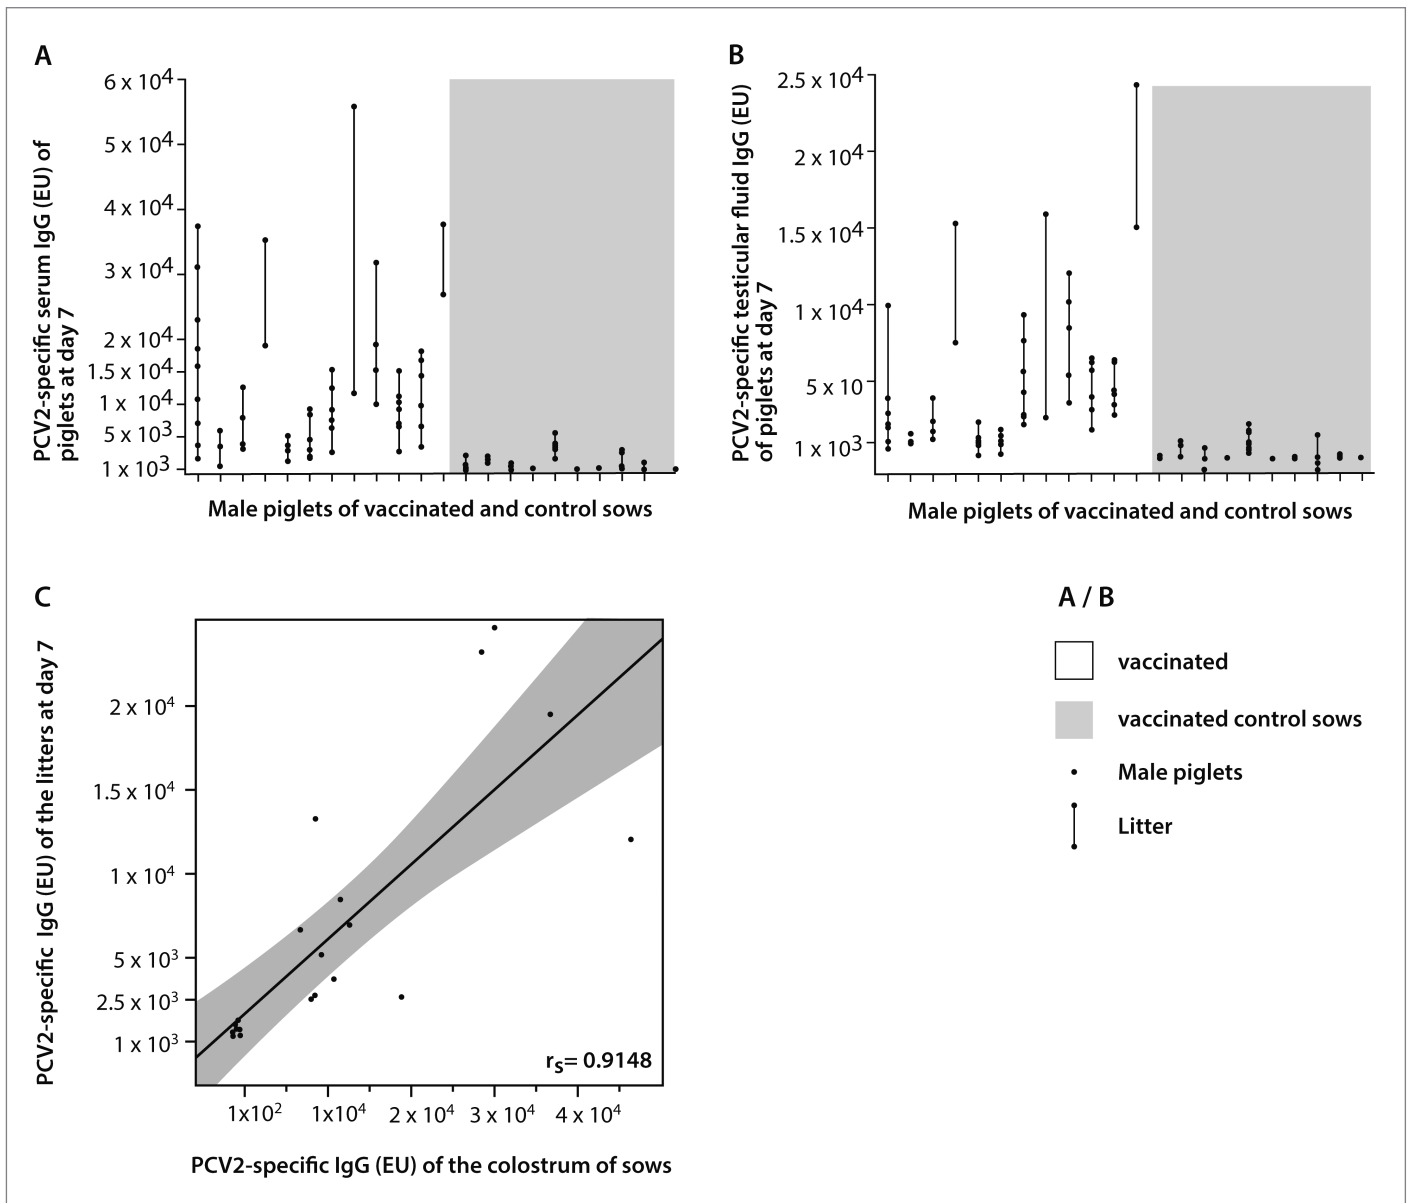 A
PCV2-specific serum IgG (EU) of
piglets at day 7
6 x 10⁴
5 x 10⁴
4 x 10⁴
3 x 10⁴
2 x 10⁴
1.5 x 10⁴
1 x 10⁴
5 x 10³
1 x 10³
Male piglets of vaccinated and control sows
B
PCV2-specific testicular fluid IgG (EU)
of piglets at day 7
2.5 x 10⁴
2 x 10⁴
1.5 x 10⁴
1 x 10⁴
5 x 10³
1 x 10³
Male piglets of vaccinated and control sows
C
PCV2-specific IgG (EU) of the litters at day 7
2 x 10⁴
1.5 x 10⁴
1 x 10⁴
5 x 10³
2.5 x 10³
1 x 10³
rₛ= 0.9148
1x10² 1x10⁴ 2 x 10⁴ 3 x 10⁴ 4 x 10⁴
PCV2-specific IgG (EU) of the colostrum of sows
A / B
vaccinated
vaccinated control sows
Male piglets
Litter